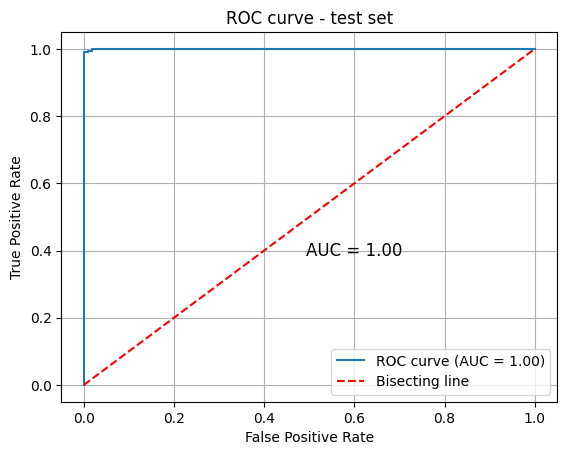 ROC curve - test set
True Positive Rate
1.0
0.8
0.6
0.4
0.2
0.0
AUC = 1.00
ROC curve (AUC = 1.00)
Bisecting line
0.0 0.2 0.4 0.6 0.8 1.0
False Positive Rate